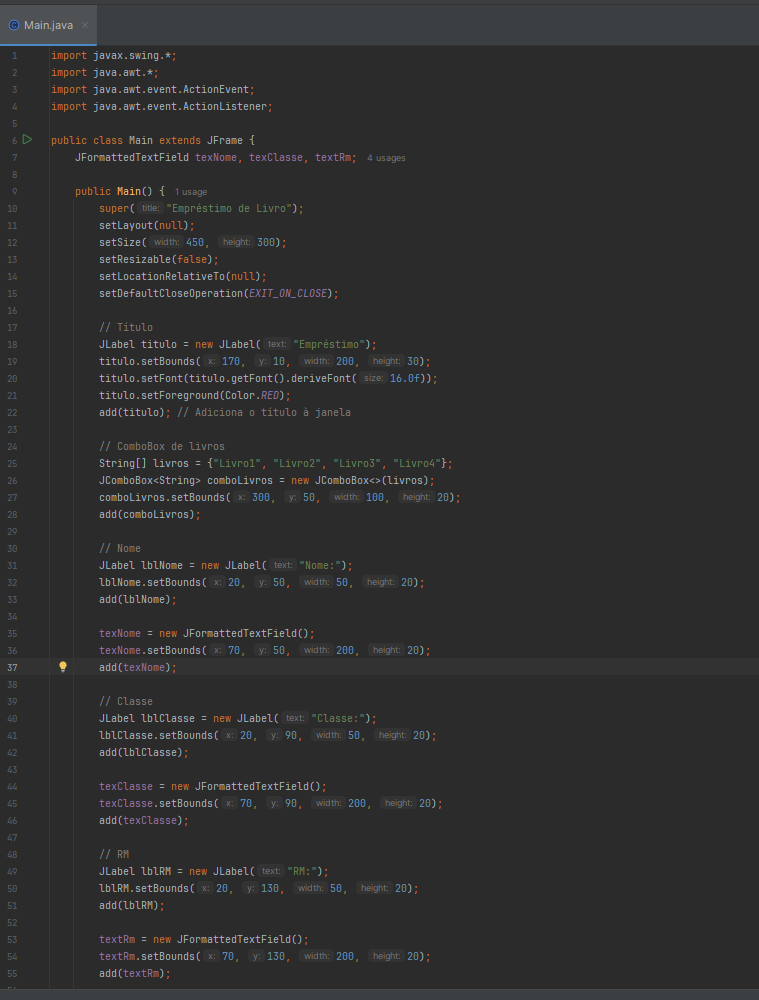 Main.java
1 import javax.swing.*;
2 import java.awt.*;
3 import java.awt.event.ActionEvent;
4 import java.awt.event.ActionListener;
5
6 public class Main extends JFrame {
7 JFormattedTextField texNome, texClasse, textRm; 4 usages
8
9 public Main() { 1 usage
10 super( title: "Empréstimo de Livro");
11 setLayout(null);
12 setSize( width: 450, height: 300);
13 setResizable(false);
14 setLocationRelativeTo(null);
15 setDefaultCloseOperation(EXIT_ON_CLOSE);
16
17 // Título
18 JLabel titulo = new JLabel( text: "Empréstimo");
19 titulo.setBounds( x: 170, y: 10, width: 200, height: 30);
20 titulo.setFont(titulo.getFont().deriveFont( size: 16.0f));
21 titulo.setForeground(Color.RED);
22 add(titulo); // Adiciona o título à janela
23
24 // ComboBox de livros
25 String[] livros = {"Livro1", "Livro2", "Livro3", "Livro4"};
26 JComboBox<String> comboLivros = new JComboBox<>(livros);
27 comboLivros.setBounds( x: 300, y: 50, width: 100, height: 20);
28 add(comboLivros);
29
30 // Nome
31 JLabel lblNome = new JLabel( text: "Nome:");
32 lblNome.setBounds( x: 20, y: 50, width: 50, height: 20);
33 add(lblNome);
34
35 texNome = new JFormattedTextField();
36 texNome.setBounds( x: 70, y: 50, width: 200, height: 20);
37 add(texNome);
38
39 // Classe
40 JLabel lblClasse = new JLabel( text: "Classe:");
41 lblClasse.setBounds( x: 20, y: 90, width: 50, height: 20);
42 add(lblClasse);
43
44 texClasse = new JFormattedTextField();
45 texClasse.setBounds( x: 70, y: 90, width: 200, height: 20);
46 add(texClasse);
47
48 // RM
49 JLabel lblRM = new JLabel( text: "RM:");
50 lblRM.setBounds( x: 20, y: 130, width: 50, height: 20);
51 add(lblRM);
52
53 textRm = new JFormattedTextField();
54 textRm.setBounds( x: 70, y: 130, width: 200, height: 20);
55 add(textRm);